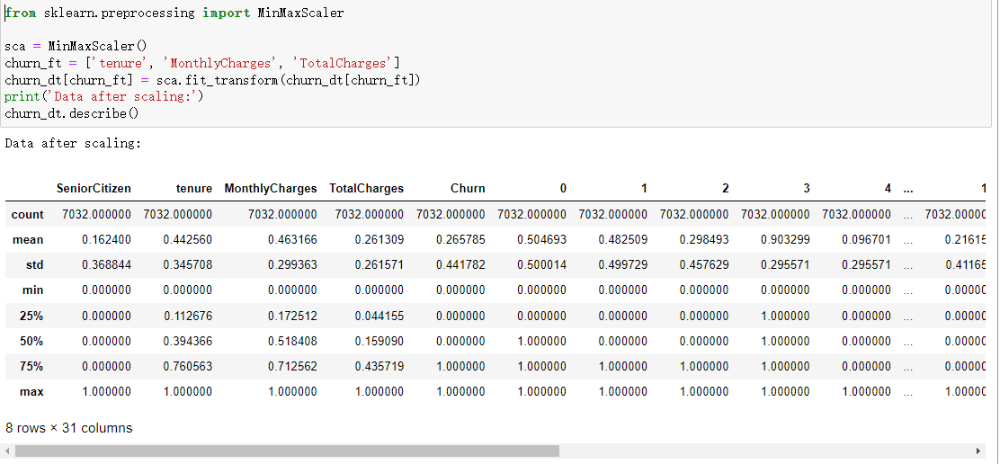 from sklearn.preprocessing import MinMaxScaler
sca = MinMaxScaler()
churn_ft = ['tenure', 'MonthlyCharges', 'TotalCharges']
churn_dt[churn_ft] = sca.fit_transform(churn_dt[churn_ft])
print('Data after scaling:')
churn_dt.describe()
Data after scaling:
SeniorCitizen tenure MonthlyCharges TotalCharges Churn 0 1 2 3 4 ... 1
count 7032.000000 7032.000000 7032.000000 7032.000000 7032.000000 7032.000000 7032.000000 7032.000000 7032.000000 7032.000000 ... 7032.00000
mean 0.162400 0.442560 0.463166 0.261309 0.265785 0.504693 0.482509 0.298493 0.903299 0.096701 ... 0.21615
std 0.368844 0.345708 0.299363 0.261571 0.441782 0.500014 0.499729 0.457629 0.295571 0.295571 ... 0.41165
min 0.000000 0.000000 0.000000 0.000000 0.000000 0.000000 0.000000 0.000000 0.000000 0.000000 ... 0.00000
25% 0.000000 0.112676 0.172512 0.044155 0.000000 0.000000 0.000000 0.000000 1.000000 0.000000 ... 0.00000
50% 0.000000 0.394366 0.518408 0.159090 0.000000 1.000000 0.000000 0.000000 1.000000 0.000000 ... 0.00000
75% 0.000000 0.760563 0.712562 0.435719 1.000000 1.000000 1.000000 1.000000 1.000000 0.000000 ... 0.00000
max 1.000000 1.000000 1.000000 1.000000 1.000000 1.000000 1.000000 1.000000 1.000000 1.000000 ... 1.00000
8 rows × 31 columns